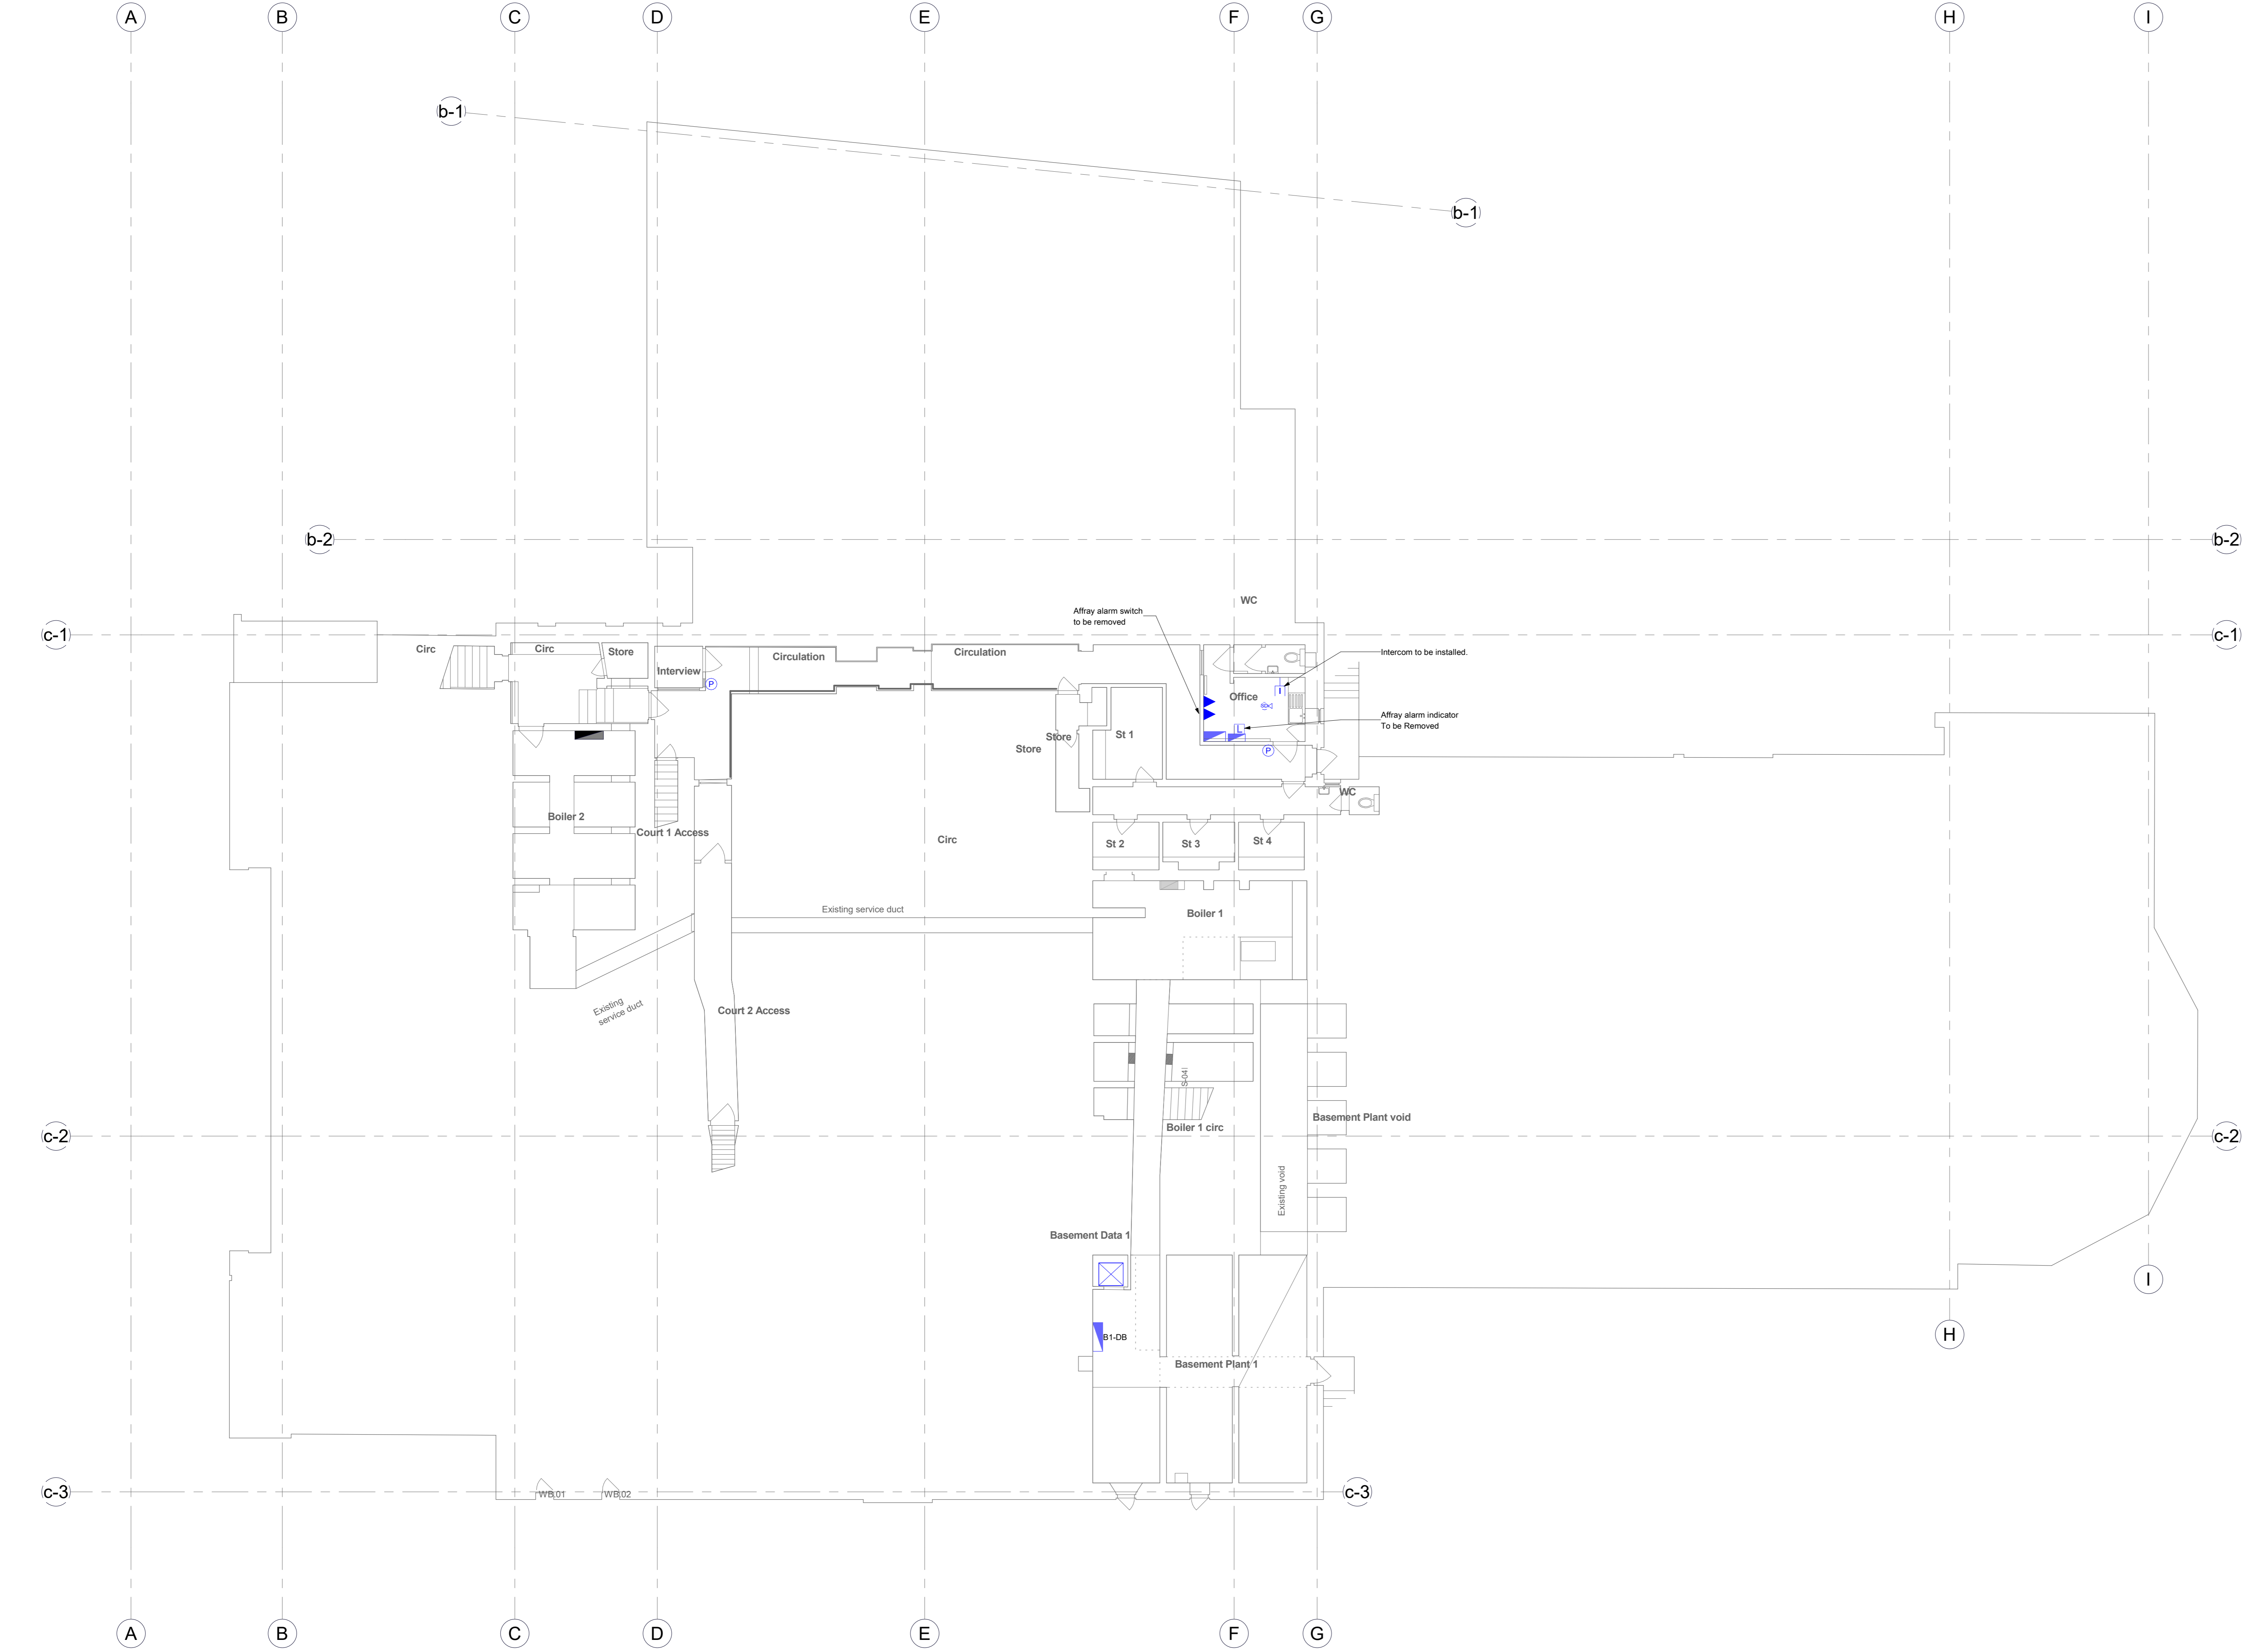 A
B
C
D
E
F
G
H
I
b-1
b-1
b-2
b-2
WC
Affray alarm switch
to be removed
c-1
c-1
Circ
Circ
Store
Circulation
Circulation
Intercom to be installed.
Interview
P
I
Office
L
Affray alarm indicator
To be Removed
P
Store
Store
St 1
WC
Boiler 2
Court 1 Access
Circ
St 2
St 3
St 4
Existing service duct
Boiler 1
Existing
service duct
Court 2 Access
S-04
Basement Plant void
Boiler 1 circ
c-2
c-2
Existing void
Basement Data 1
I
B1-DB
H
Basement Plant 1
c-3
WB.01
WB.02
c-3
A
B
C
D
E
F
G